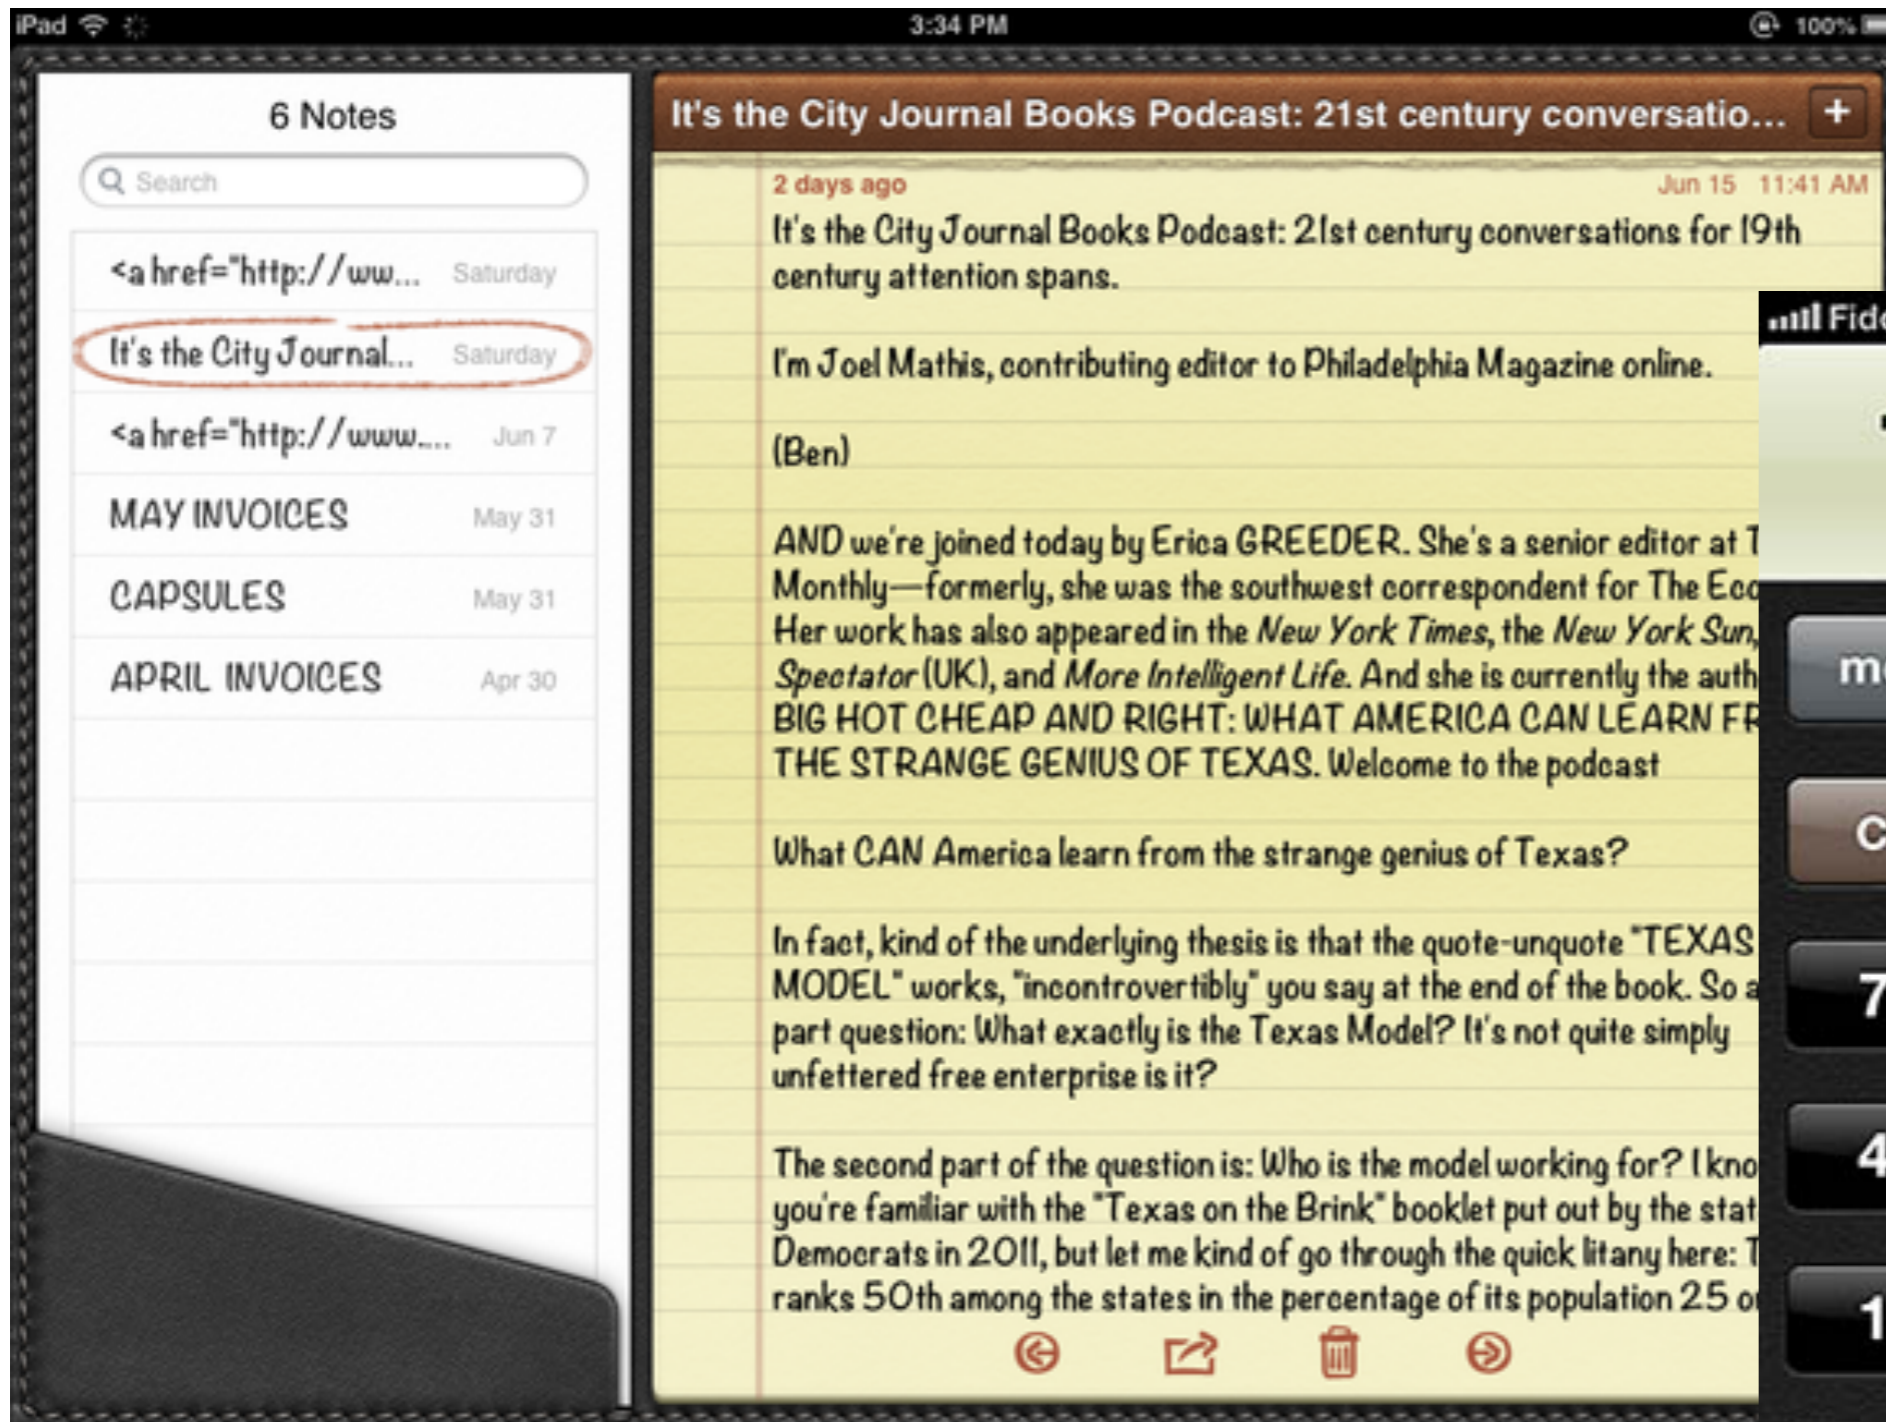 iPad
3:34 PM
100%
6 Notes
Search
<a href="http://ww... Saturday
It's the City Journal... Saturday
<a href="http://www.... Jun 7
MAY INVOICES May 31
CAPSULES May 31
APRIL INVOICES Apr 30
It's the City Journal Books Podcast: 21st century conversatio... +
2 days ago Jun 15 11:41 AM
It's the City Journal Books Podcast: 21st century conversations for 19th
century attention spans.
I'm Joel Mathis, contributing editor to Philadelphia Magazine online.
(Ben)
AND we're joined today by Erica GREEDER. She's a senior editor at
Monthly—formerly, she was the southwest correspondent for The
Her work has also appeared in the New York Times, the New York Sun,
Spectator (UK), and More Intelligent Life. And she is currently the
BIG HOT CHEAP AND RIGHT: WHAT AMERICA CAN LEARN
THE STRANGE GENIUS OF TEXAS. Welcome to the podcast
What CAN America learn from the strange genius of Texas?
In fact, kind of the underlying thesis is that the quote-unquote "TEXAS
MODEL" works, "incontrovertibly" you say at the end of the book. So
part question: What exactly is the Texas Model? It's not quite simply
unfettered free enterprise is it?
The second part of the question is: Who is the model working for? I
you're familiar with the "Texas on the Brink" booklet put out by the
Democrats in 2011, but let me kind of go through the quick litany here:
ranks 50th among the states in the percentage of its population 25
7
4
1